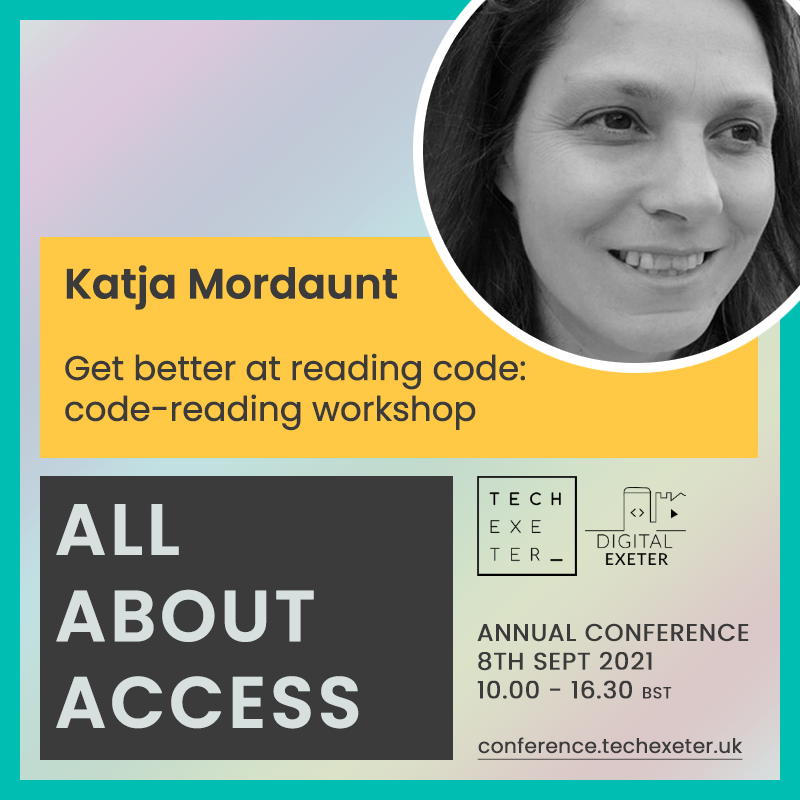 Katja Mordaunt
Get better at reading code:
code-reading workshop
ALL
ABOUT
ACCESS
TECH
EXE
TER_
<>
DIGITAL
EXETER
ANNUAL CONFERENCE
8TH SEPT 2021
10.00 - 16.30 BST
conference.techexeter.uk